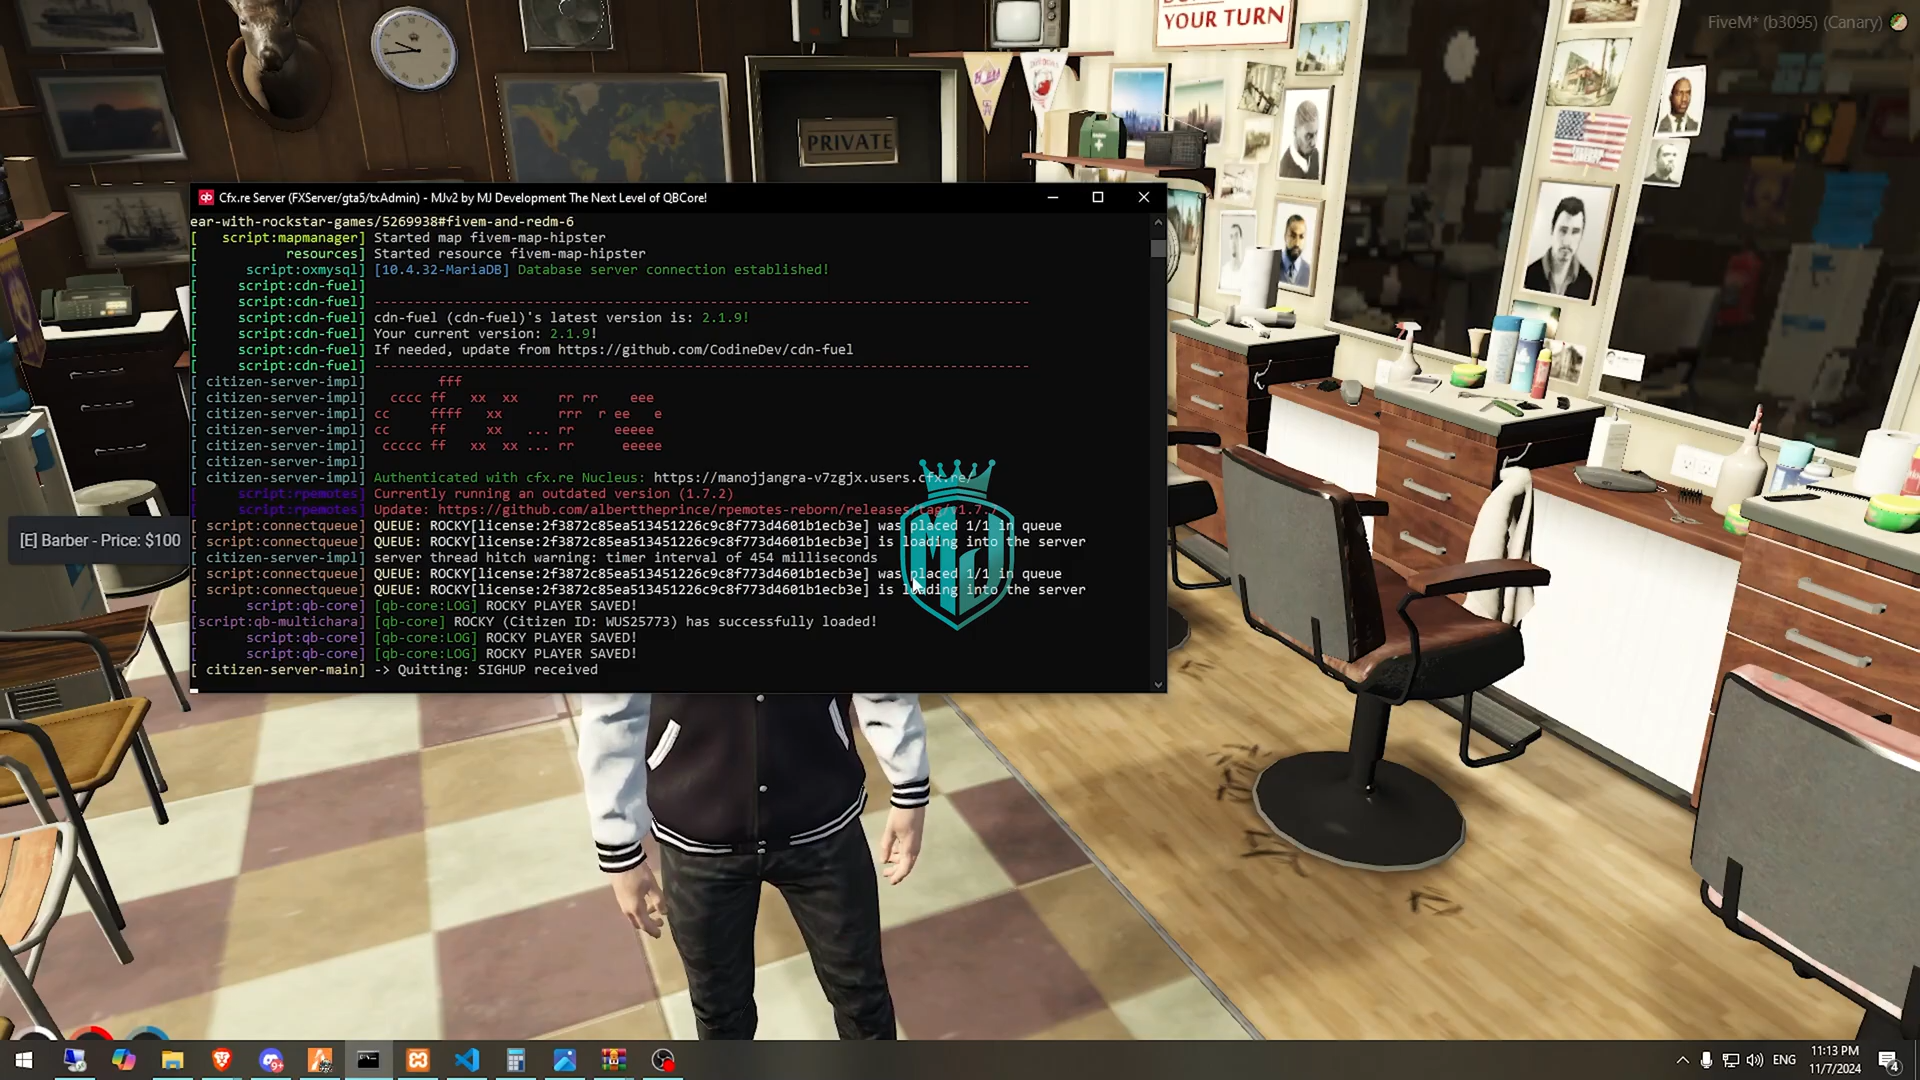 YOUR TURN
FiveM* (b3095) (Canary)
PRIVATE
Cfx.re Server (FXServer/gta5/txAdmin) - MJv2 by MJ Development The Next Level of QBCore!
ear-with-rockstar-games/5269938#fivem-and-redm-6
[ script:mapmanager] Started map fivem-map-hipster
[ resources] Started resource fivem-map-hipster
[ script:oxmysql] [10.4.32-MariaDB] Database server connection established!
[ script:cdn-fuel]
[ script:cdn-fuel] ----------------------------------------------------------------------------------
[ script:cdn-fuel] cdn-fuel (cdn-fuel)'s latest version is: 2.1.9!
[ script:cdn-fuel] Your current version: 2.1.9!
[ script:cdn-fuel] If needed, update from https://github.com/CodineDev/cdn-fuel
[ script:cdn-fuel] ----------------------------------------------------------------------------------
[ citizen-server-impl]         fff
[ citizen-server-impl]   cccc ff   xx  xx     rr rr    eee
[ citizen-server-impl] cc     ffff   xx       rrr  r ee   e
[ citizen-server-impl] cc     ff     xx   ... rr     eeeee
[ citizen-server-impl]  ccccc ff   xx  xx ... rr      eeeee
[ citizen-server-impl]
[ citizen-server-impl] Authenticated with cfx.re Nucleus: https://manojjangra-v7zgjx.users.cfx.re/
[ script:rpemotes] Currently running an outdated version (1.7.2)
[ script:rpemotes] Update: https://github.com/alberttheprince/rpemotes-reborn/releases/tag/v1.7.
[ script:connectqueue] QUEUE: ROCKY[license:2f3872c85ea513451226c9c8f773d4601b1ecb3e] was placed 1/1 in queue
[ script:connectqueue] QUEUE: ROCKY[license:2f3872c85ea513451226c9c8f773d4601b1ecb3e] is loading into the server
[ citizen-server-impl] server thread hitch warning: timer interval of 454 milliseconds
[ script:connectqueue] QUEUE: ROCKY[license:2f3872c85ea513451226c9c8f773d4601b1ecb3e] was placed 1/1 in queue
[ script:connectqueue] QUEUE: ROCKY[license:2f3872c85ea513451226c9c8f773d4601b1ecb3e] is loading into the server
[ script:qb-core] [qb-core:LOG] ROCKY PLAYER SAVED!
[script:qb-multichara] [qb-core] ROCKY (Citizen ID: WUS25773) has successfully loaded!
[ script:qb-core] [qb-core:LOG] ROCKY PLAYER SAVED!
[ script:qb-core] [qb-core:LOG] ROCKY PLAYER SAVED!
[ citizen-server-main] -> Quitting: SIGHUP received
[E] Barber - Price: $100
MJ
ENG
11:13 PM
11/7/2024
4